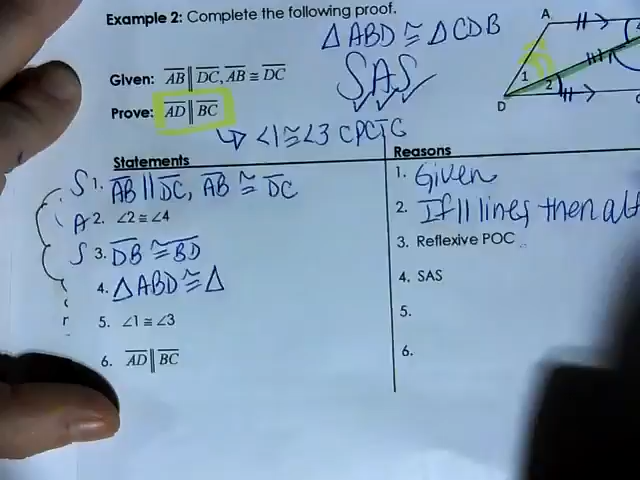 Example 2: Complete the following proof.
△ABD ≅ △CDB
Given: AB ∥ DC, AB ≅ DC
SAS
Prove: AD ∥ BC
∠1 ≅ ∠3 CPCTC
Statements
Reasons
S 1. AB ∥ DC, AB ≅ DC
1. Given
A 2. ∠2 ≅ ∠4
2. If ∥ lines, then alt
S 3. DB ≅ BD
3. Reflexive POC
4. △ABD ≅ △
4. SAS
5. ∠1 ≅ ∠3
5.
6. AD ∥ BC
6.
A
1
2
D